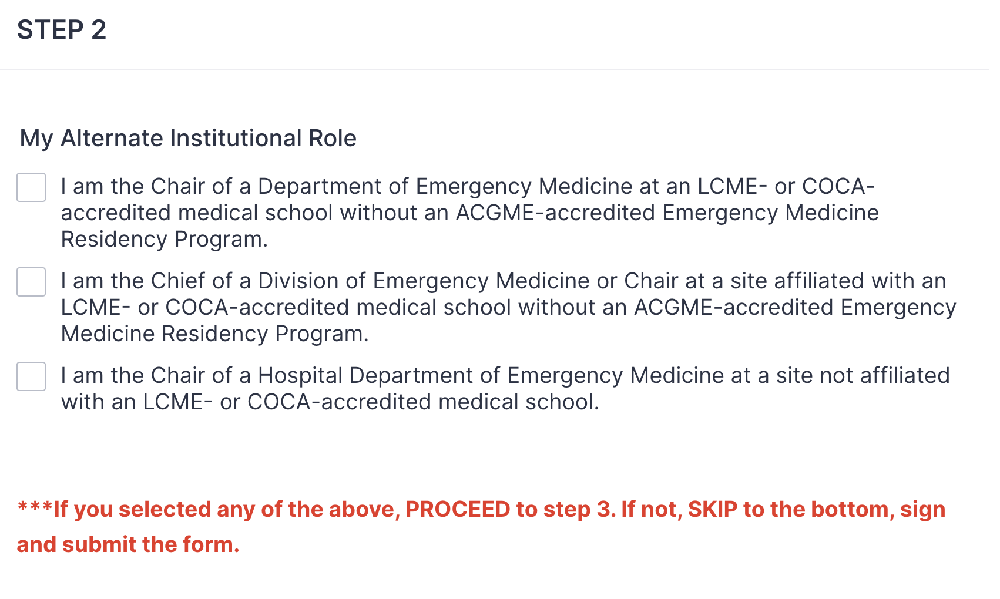 STEP 2
My Alternate Institutional Role
I am the Chair of a Department of Emergency Medicine at an LCME- or COCA-
accredited medical school without an ACGME-accredited Emergency Medicine
Residency Program.
I am the Chief of a Division of Emergency Medicine or Chair at a site affiliated with an
LCME- or COCA-accredited medical school without an ACGME-accredited Emergency
Medicine Residency Program.
I am the Chair of a Hospital Department of Emergency Medicine at a site not affiliated
with an LCME- or COCA-accredited medical school.
***If you selected any of the above, PROCEED to step 3. If not, SKIP to the bottom, sign
and submit the form.